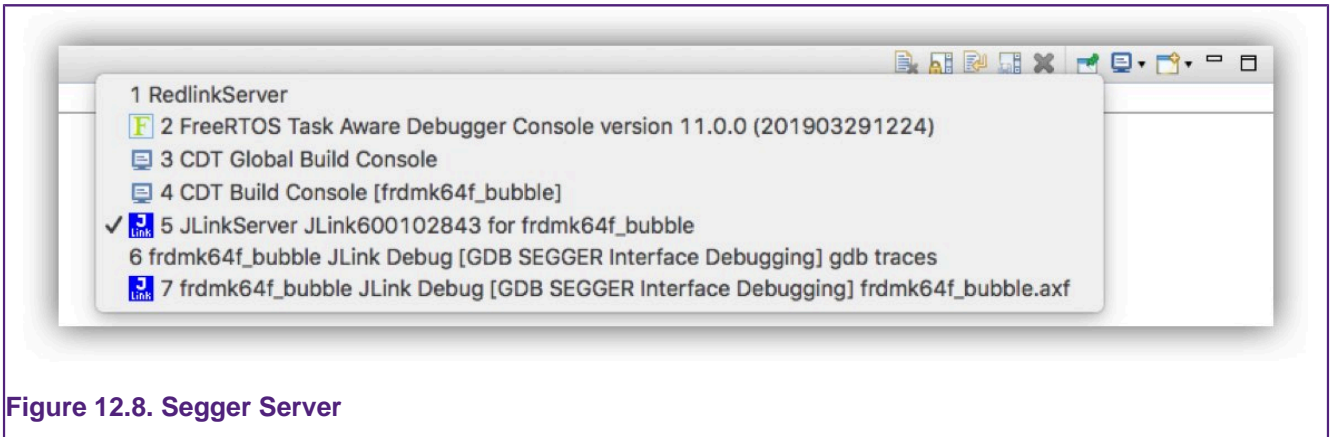 1 RedlinkServer
F 2 FreeRTOS Task Aware Debugger Console version 11.0.0 (201903291224)
3 CDT Global Build Console
4 CDT Build Console [frdmk64f_bubble]
✓ J Link 5 JLinkServer JLink600102843 for frdmk64f_bubble
6 frdmk64f_bubble JLink Debug [GDB SEGGER Interface Debugging] gdb traces
J Link 7 frdmk64f_bubble JLink Debug [GDB SEGGER Interface Debugging] frdmk64f_bubble.axf
Figure 12.8. Segger Server